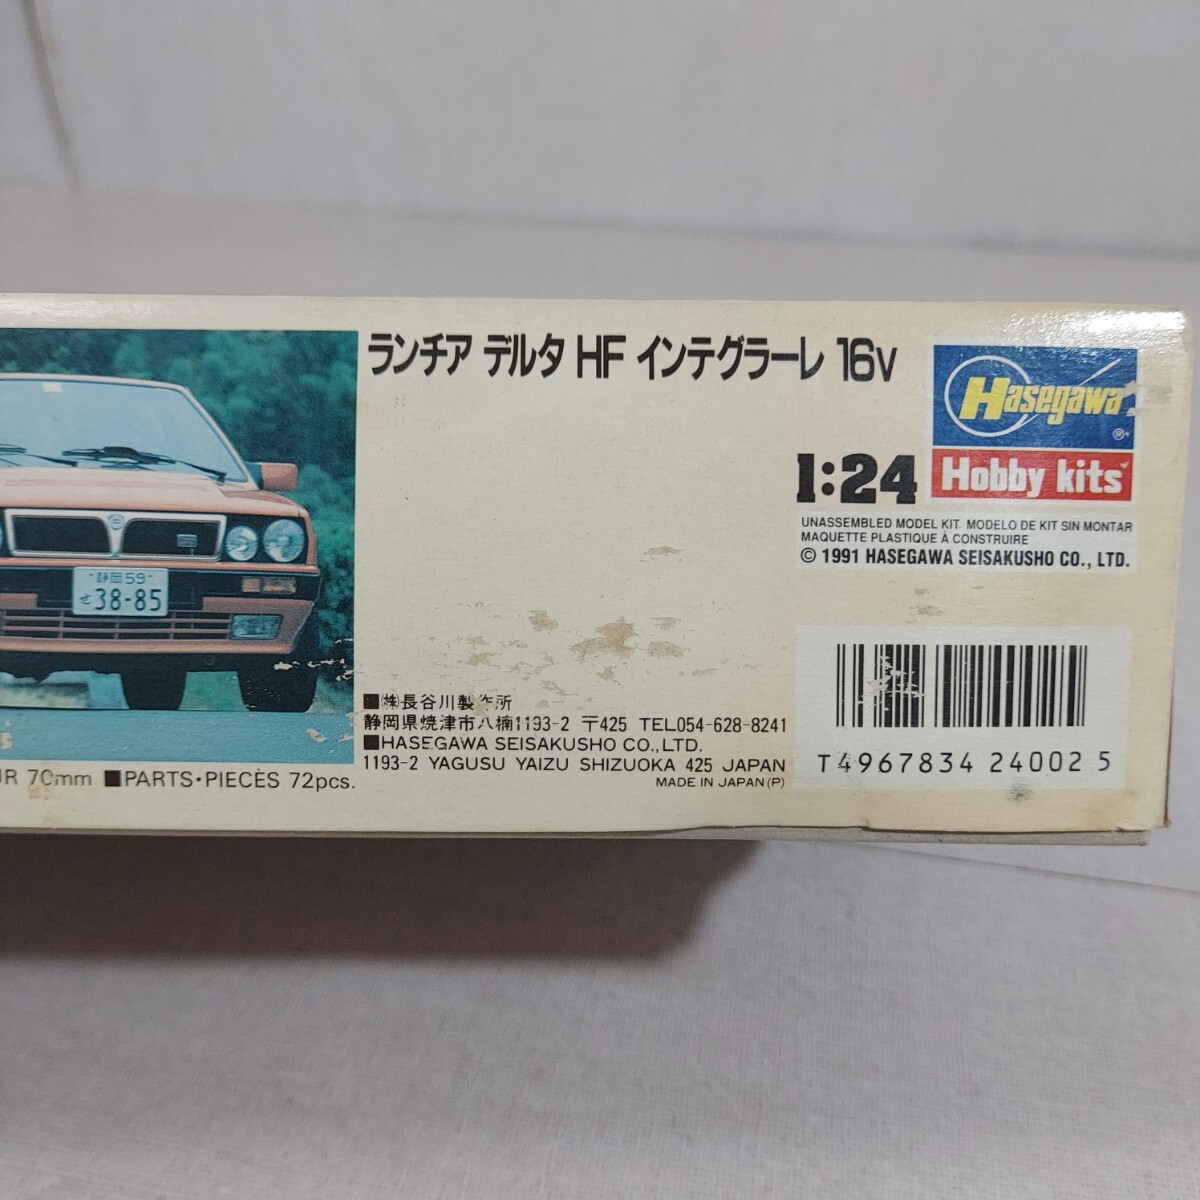 ランチア デルタ HF インテグラーレ 16v
Hasegawa ®
Hobby kits
1:24
UNASSEMBLED MODEL KIT. MODELO DE KIT SIN MONTAR
MAQUETTE PLASTIQUE À CONSTRUIRE
© 1991 HASEGAWA SEISAKUSHO CO., LTD.
静岡59
せ 38-85
■㈱長谷川製作所
静岡県焼津市八楠1193-2 〒425 TEL054-628-8241
■HASEGAWA SEISAKUSHO CO.,LTD.
1193-2 YAGUSU YAIZU SHIZUOKA 425 JAPAN
MADE IN JAPAN(P)
70mm ■PARTS・PIECÈS 72pcs.
T4967834 24002 5